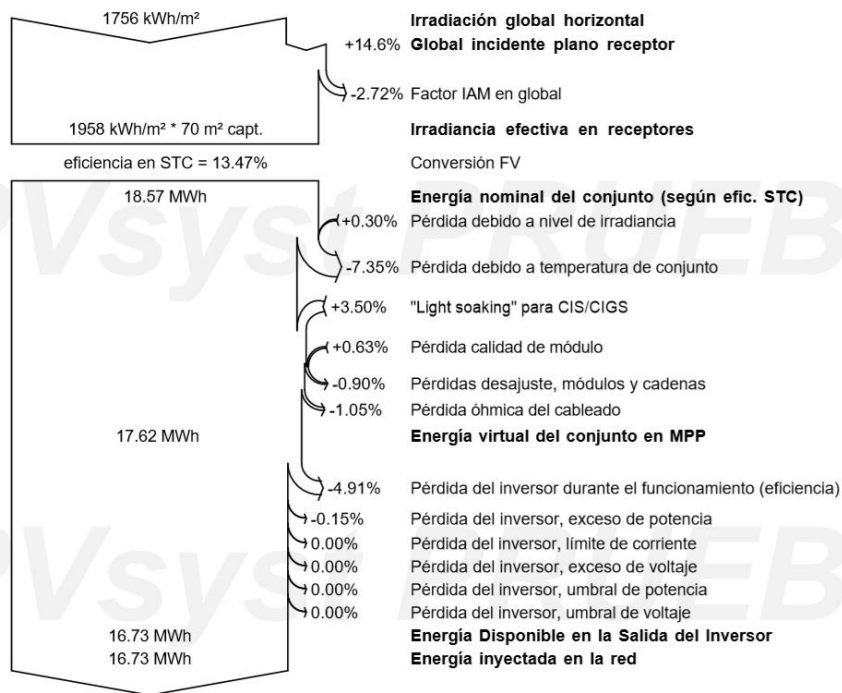 1756 kWh/m² Irradiación global horizontal
+14.6% Global incidente plano receptor
-2.72% Factor IAM en global
1958 kWh/m² * 70 m² capt. Irradiancia efectiva en receptores
eficiencia en STC = 13.47% Conversión FV
18.57 MWh Energía nominal del conjunto (según efic. STC)
+0.30% Pérdida debido a nivel de irradiancia
PVsyst PRUEB
-7.35% Pérdida debido a temperatura de conjunto
+3.50% "Light soaking" para CIS/CIGS
+0.63% Pérdida calidad de módulo
-0.90% Pérdidas desajuste, módulos y cadenas
-1.05% Pérdida óhmica del cableado
17.62 MWh Energía virtual del conjunto en MPP
-4.91% Pérdida del inversor durante el funcionamiento (eficiencia)
-0.15% Pérdida del inversor, exceso de potencia
0.00% Pérdida del inversor, límite de corriente
0.00% Pérdida del inversor, exceso de voltaje
PVsyst PRUEB
0.00% Pérdida del inversor, umbral de potencia
0.00% Pérdida del inversor, umbral de voltaje
16.73 MWh Energía Disponible en la Salida del Inversor
16.73 MWh Energía inyectada en la red